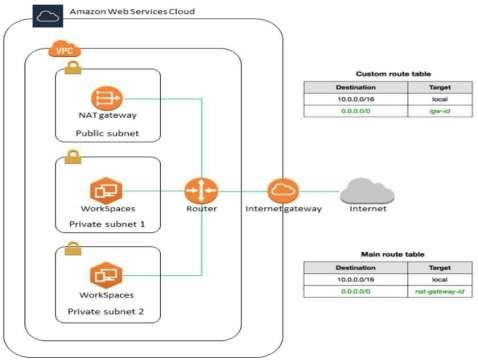 Amazon Web Services Cloud
VPC
NAT gateway
Public subnet
WorkSpaces
Private subnet 1
WorkSpaces
Private subnet 2
Router
Internet gateway
Internet
Custom route table
Destination Target
10.0.0.0/16 local
0.0.0.0/0 igw-id
Main route table
Destination Target
10.0.0.0/16 local
0.0.0.0/0 nat-gateway-id